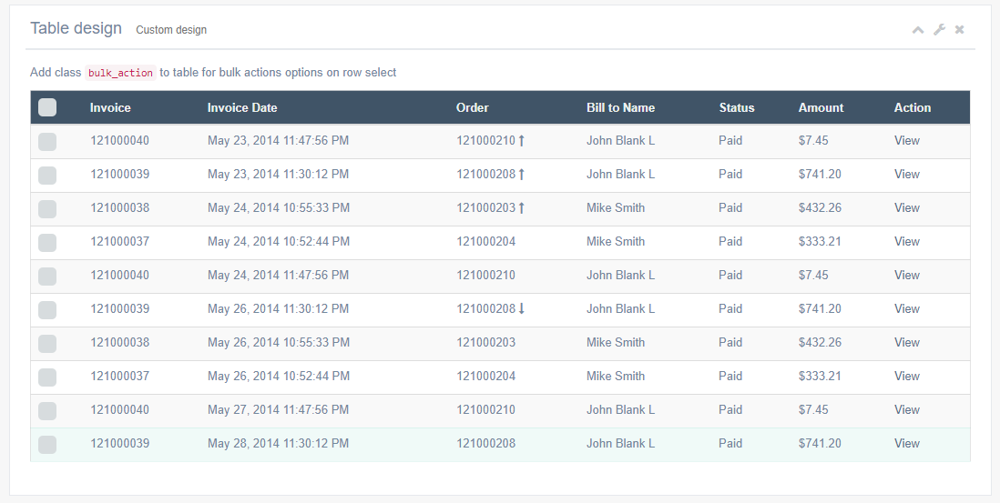 Table design Custom design
Add class bulk_action to table for bulk actions options on row select
Invoice Invoice Date Order Bill to Name Status Amount Action
121000040 May 23, 2014 11:47:56 PM 121000210 John Blank L Paid $7.45 View
121000039 May 23, 2014 11:30:12 PM 121000208 John Blank L Paid $741.20 View
121000038 May 24, 2014 10:55:33 PM 121000203 Mike Smith Paid $432.26 View
121000037 May 24, 2014 10:52:44 PM 121000204 Mike Smith Paid $333.21 View
121000040 May 24, 2014 11:47:56 PM 121000210 John Blank L Paid $7.45 View
121000039 May 26, 2014 11:30:12 PM 121000208 John Blank L Paid $741.20 View
121000038 May 26, 2014 10:55:33 PM 121000203 Mike Smith Paid $432.26 View
121000037 May 26, 2014 10:52:44 PM 121000204 Mike Smith Paid $333.21 View
121000040 May 27, 2014 11:47:56 PM 121000210 John Blank L Paid $7.45 View
121000039 May 28, 2014 11:30:12 PM 121000208 John Blank L Paid $741.20 View